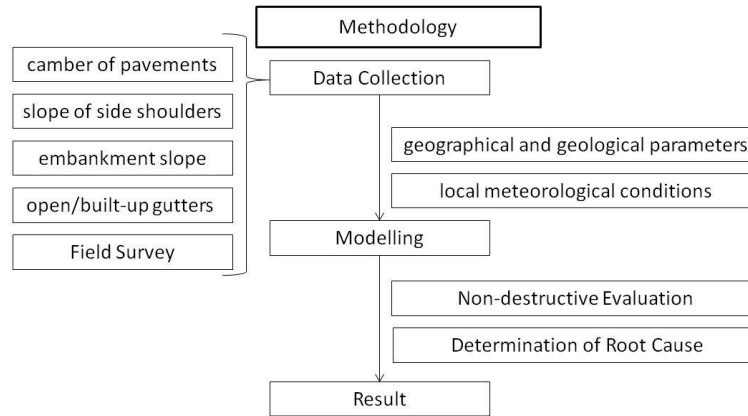 Methodology
camber of pavements
Data Collection
slope of side shoulders
embankment slope
open/built-up gutters
Field Survey
geographical and geological parameters
local meteorological conditions
Modelling
Non-destructive Evaluation
Determination of Root Cause
Result